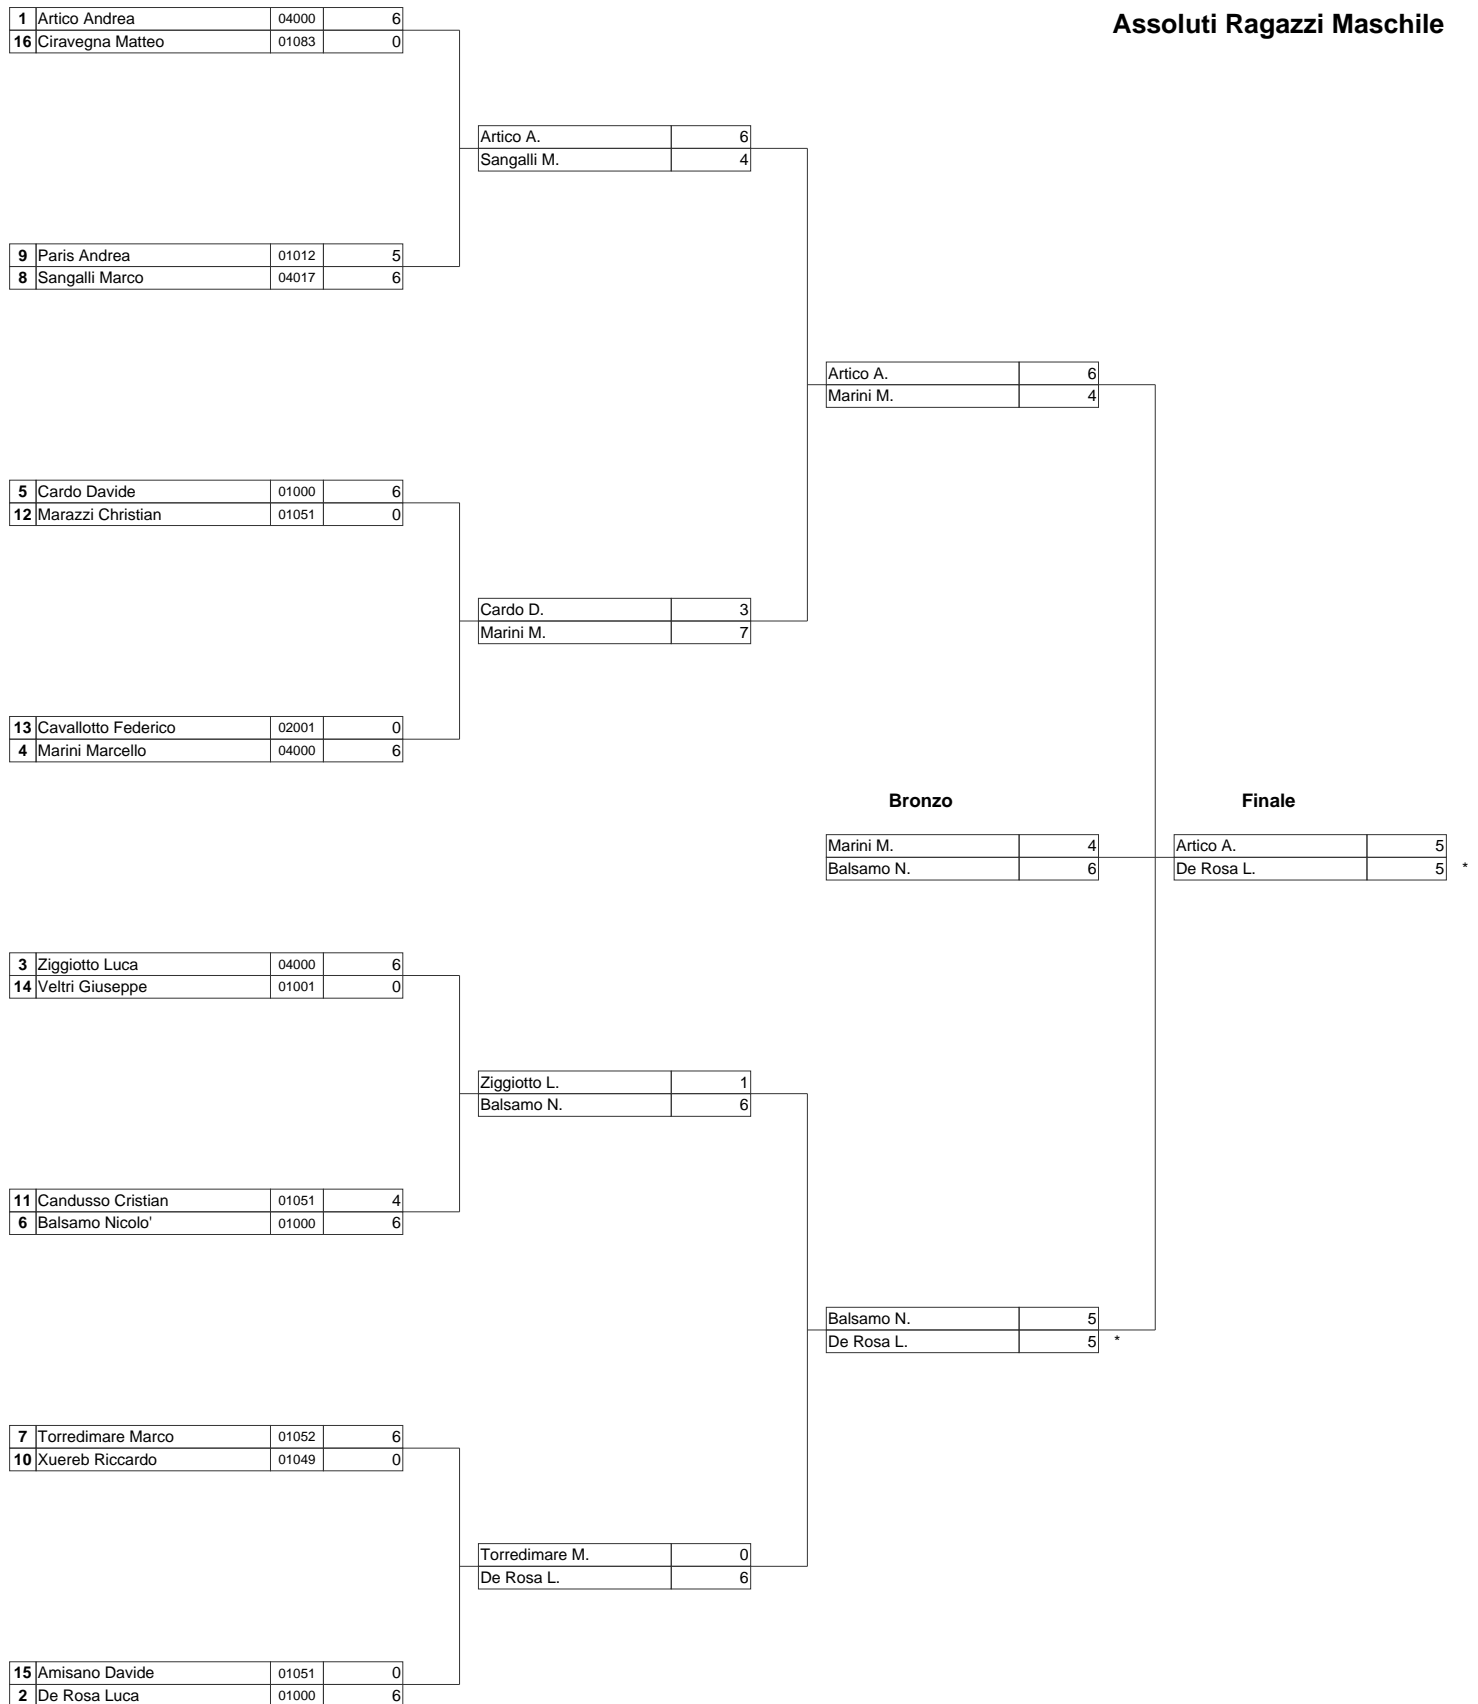 Assoluti Ragazzi Maschile
1 Artico Andrea 04000 6
16 Ciravegna Matteo 01083 0
Artico A. 6
Sangalli M. 4
9 Paris Andrea 01012 5
8 Sangalli Marco 04017 6
Artico A. 6
Marini M. 4
5 Cardo Davide 01000 6
12 Marazzi Christian 01051 0
Cardo D. 3
Marini M. 7
13 Cavallotto Federico 02001 0
4 Marini Marcello 04000 6
Bronzo Finale
Marini M. 4 Artico A. 5
Balsamo N. 6 De Rosa L. 5 *
3 Ziggiotto Luca 04000 6
14 Veltri Giuseppe 01001 0
Ziggiotto L. 1
Balsamo N. 6
11 Candusso Cristian 01051 4
6 Balsamo Nicolo' 01000 6
Balsamo N. 5
De Rosa L. 5 *
7 Torredimare Marco 01052 6
10 Xuereb Riccardo 01049 0
Torredimare M. 0
De Rosa L. 6
15 Amisano Davide 01051 0
2 De Rosa Luca 01000 6